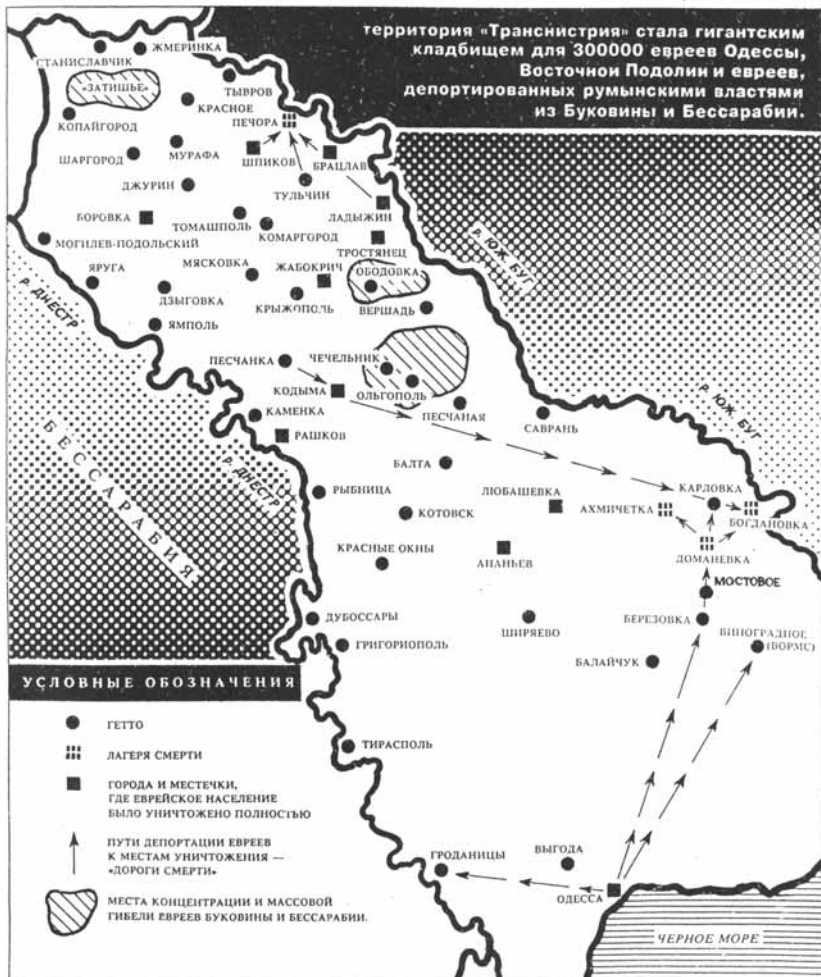 территория «Транснистрия» стала гигантским
кладбищем для 300000 евреев Одессы,
Восточной Подолии и евреев,
депортированных румынскими властями
из Буковины и Бессарабии.
ЖМЕРИНКА
СТАНИСЛАВЧИК
«ЗАТИШЬЕ»
ТЫВРОВ
КРАСНОЕ
ПЕЧОРА
КОПАЙГОРОД
ШАРГОРОД
МУРАФА
ШПИКОВ
БРАЦЛАВ
ДЖУРИН
ТУЛЬЧИН
БОРОВКА
ТОМАШПОЛЬ
ЛАДЫЖИН
КОМАРГОРОД
МОГИЛЕВ-ПОДОЛЬСКИЙ
ТРОСТЯНЕЦ
Р. ЮЖ. БУГ
ЯРУГА
МЯСКОВКА
ЖАБОКРИЧ
ОБОДОВКА
Р. ДНЕСТР
ДЗЫГОВКА
КРЫЖОПОЛЬ
ВЕРШАДЬ
ЯМПОЛЬ
ПЕСЧАНКА
ЧЕЧЕЛЬНИК
КОДЫМА
ОЛЬГОПОЛЬ
ПЕСЧАНАЯ
КАМЕНКА
САВРАНЬ
Р. ЮЖ. БУГ
РАШКОВ
БЕССАРАБИЯ
Р. ДНЕСТР
БАЛТА
РЫБНИЦА
ЛЮБАШЕВКА
КАРЛОВКА
КОТОВСК
АХМИЧЕТКА
БОГДАНОВКА
КРАСНЫЕ ОКНЫ
АНАНЬЕВ
ДОМАНЕВКА
МОСТОВОЕ
ДУБОССАРЫ
ШИРЯЕВО
БЕРЕЗОВКА
ВИНОГРАДНОЕ
(ВОРМС)
ГРИГОРИОПОЛЬ
БАЛАЙЧУК
ТИРАСПОЛЬ
ГРОДАНИЦЫ
ВЫГОДА
ОДЕССА
ЧЕРНОЕ МОРЕ
УСЛОВНЫЕ ОБОЗНАЧЕНИЯ
ГЕТТО
ЛАГЕРЯ СМЕРТИ
ГОРОДА И МЕСТЕЧКИ,
ГДЕ ЕВРЕЙСКОЕ НАСЕЛЕНИЕ
БЫЛО УНИЧТОЖЕНО ПОЛНОСТЬЮ
ПУТИ ДЕПОРТАЦИИ ЕВРЕЕВ
К МЕСТАМ УНИЧТОЖЕНИЯ —
«ДОРОГИ СМЕРТИ»
МЕСТА КОНЦЕНТРАЦИИ И МАССОВОЙ
ГИБЕЛИ ЕВРЕЕВ БУКОВИНЫ И БЕССАРАБИИ.